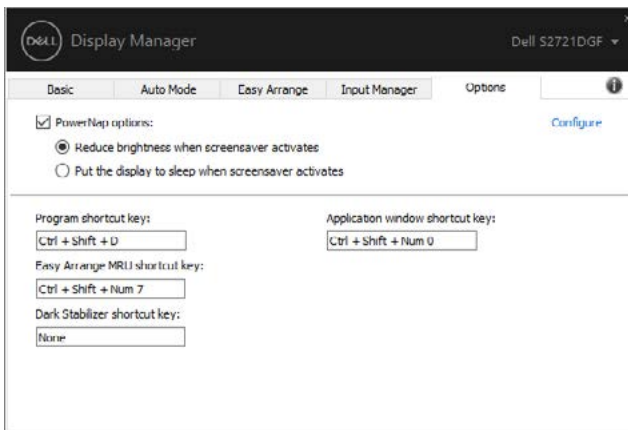 DELL Display Manager
Dell S2721DGF
Basic
Auto Mode
Easy Arrange
Input Manager
Options
PowerNap options:
Configure
Reduce brightness when screensaver activates
Put the display to sleep when screensaver activates
Program shortcut key:
Application window shortcut key:
Ctrl + Shift + D
Ctrl + Shift + Num 0
Easy Arrange MRU shortcut key:
Ctrl + Shift + Num 7
Dark Stabilizer shortcut key:
None